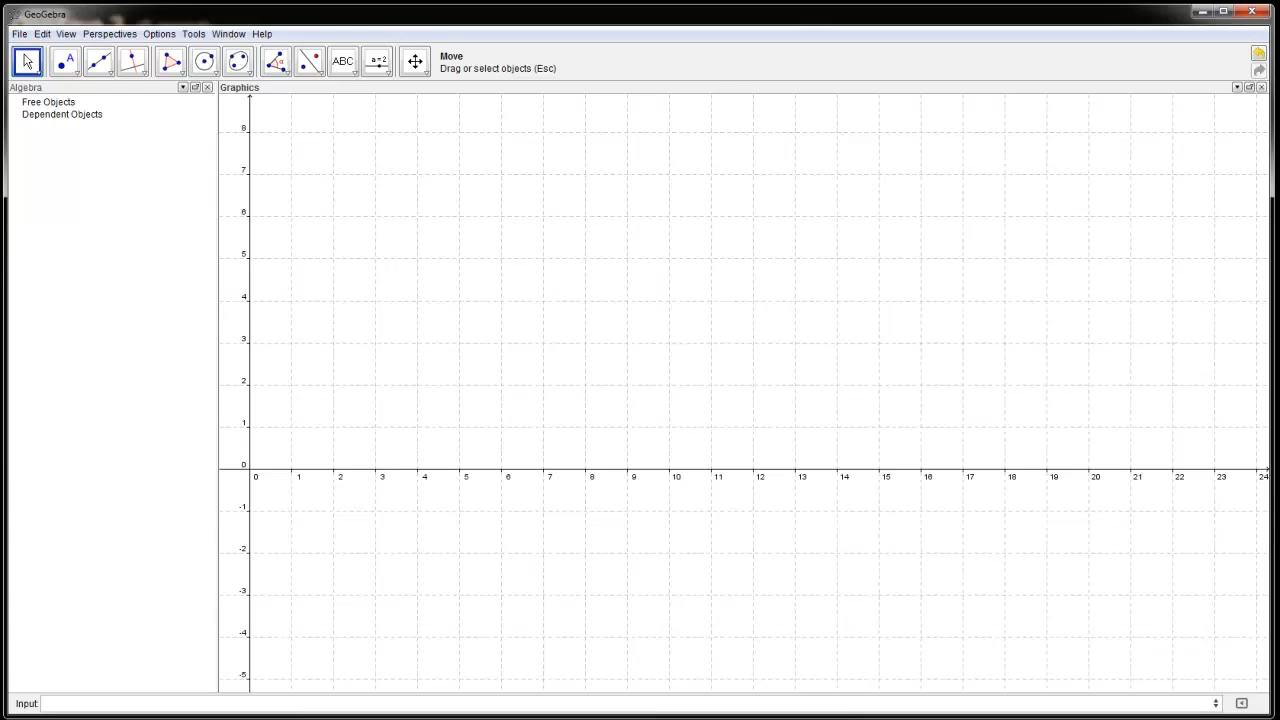 GeoGebra
File Edit View Perspectives Options Tools Window Help
A
α
ABC
a = 2
Move
Drag or select objects (Esc)
Algebra
Graphics
Free Objects
Dependent Objects
8
7
6
5
4
3
2
1
0
0 1 2 3 4 5 6 7 8 9 10 11 12 13 14 15 16 17 18 19 20 21 22 23 24
-1
-2
-3
-4
-5
Input: